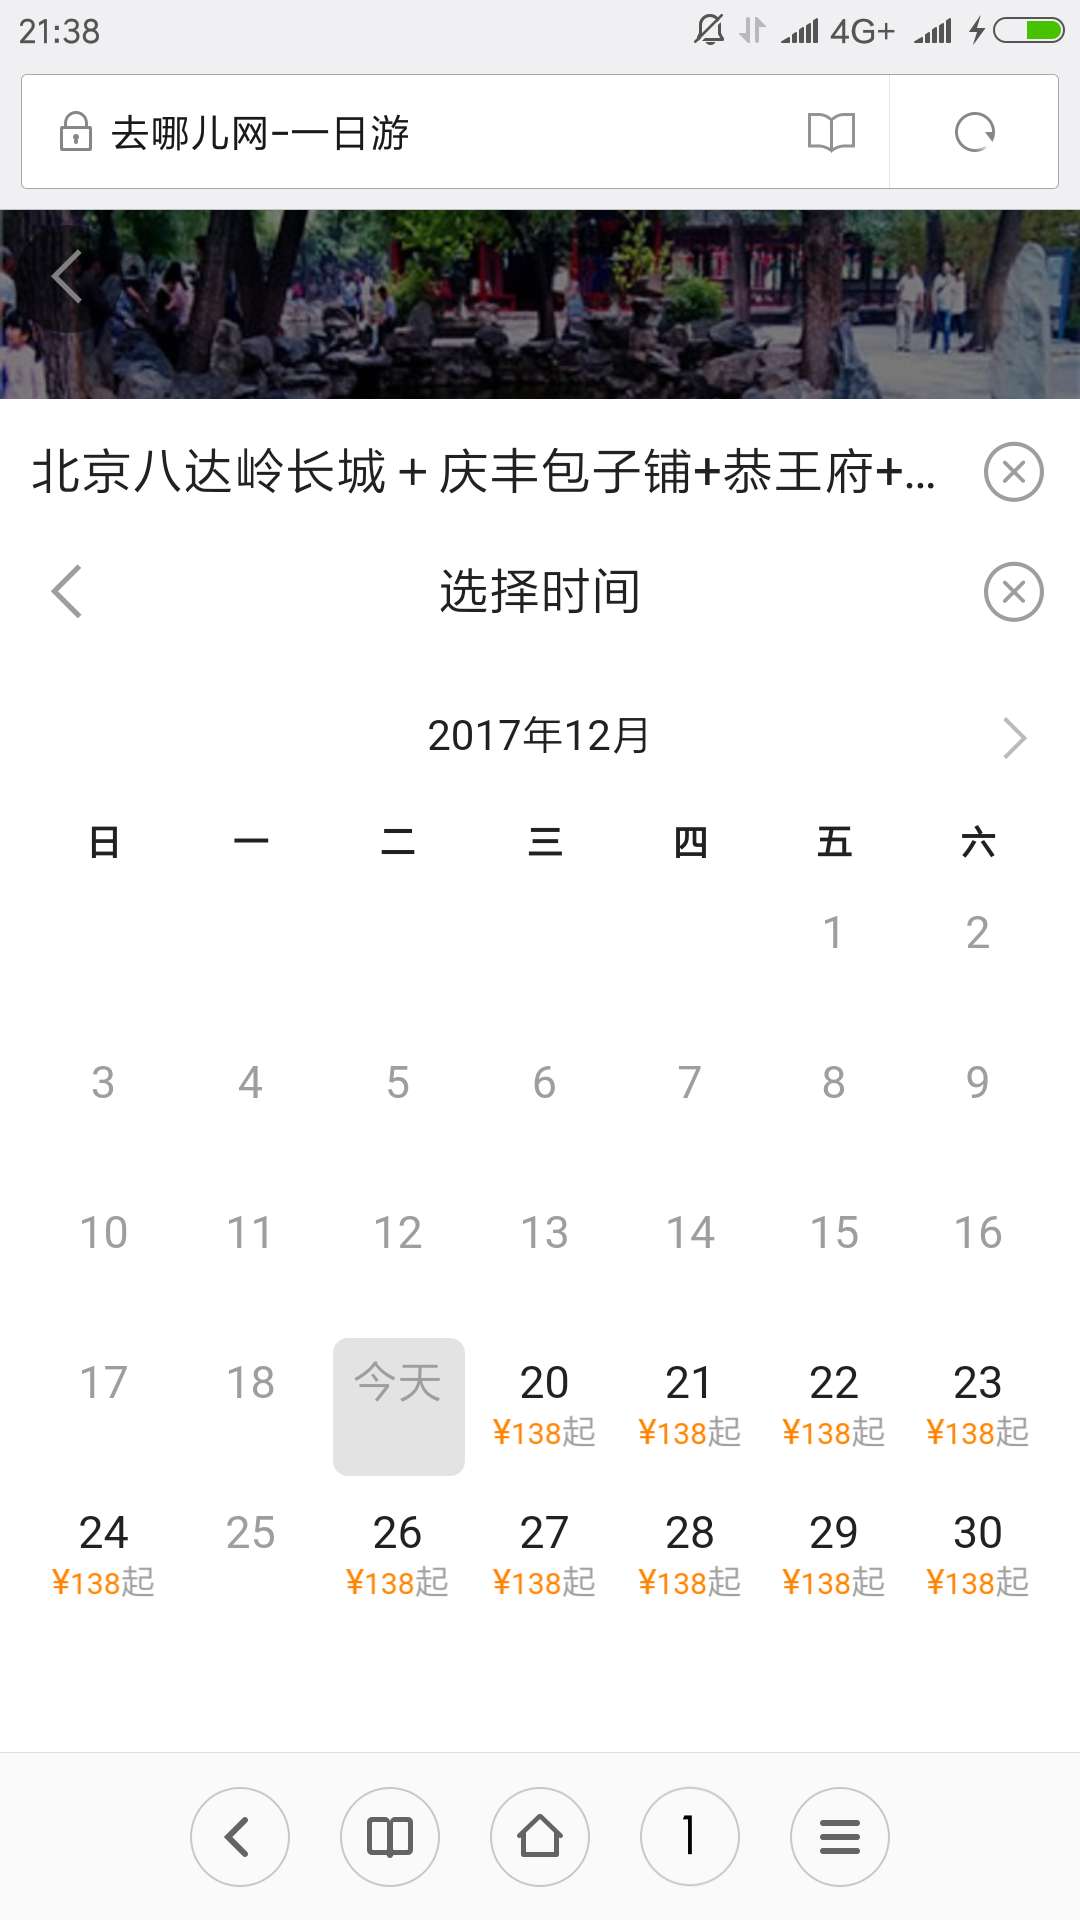 21:38 4G+
去哪儿网-一日游
北京八达岭长城+庆丰包子铺+恭王府+...
选择时间
2017年12月
日 一 二 三 四 五 六
1 2
3 4 5 6 7 8 9
10 11 12 13 14 15 16
17 18 今天 20 21 22 23
¥138起 ¥138起 ¥138起 ¥138起
24 25 26 27 28 29 30
¥138起 ¥138起 ¥138起 ¥138起 ¥138起 ¥138起
1